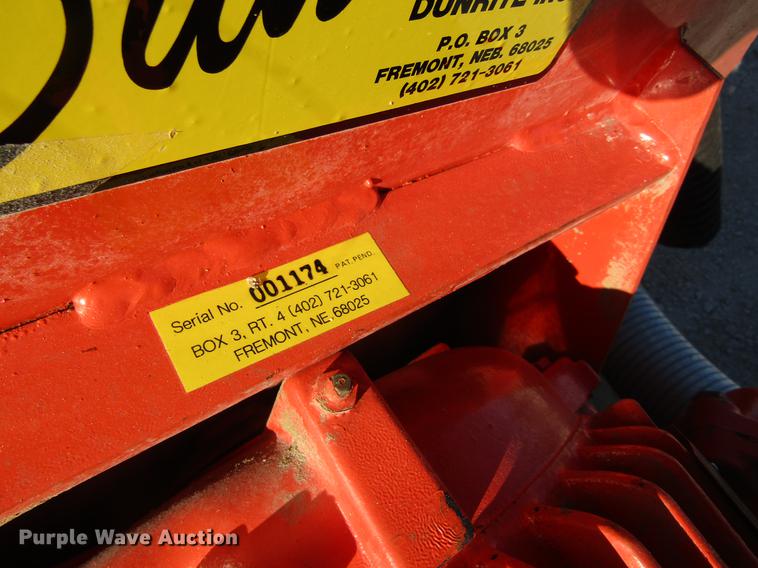 DUNRITE INC
P.O. BOX 3
FREMONT, NEB. 68025
(402) 721-3061
Serial No. 001174 PAT. PEND.
BOX 3, RT. 4 (402) 721-3061
FREMONT, NE. 68025
Purple Wave Auction